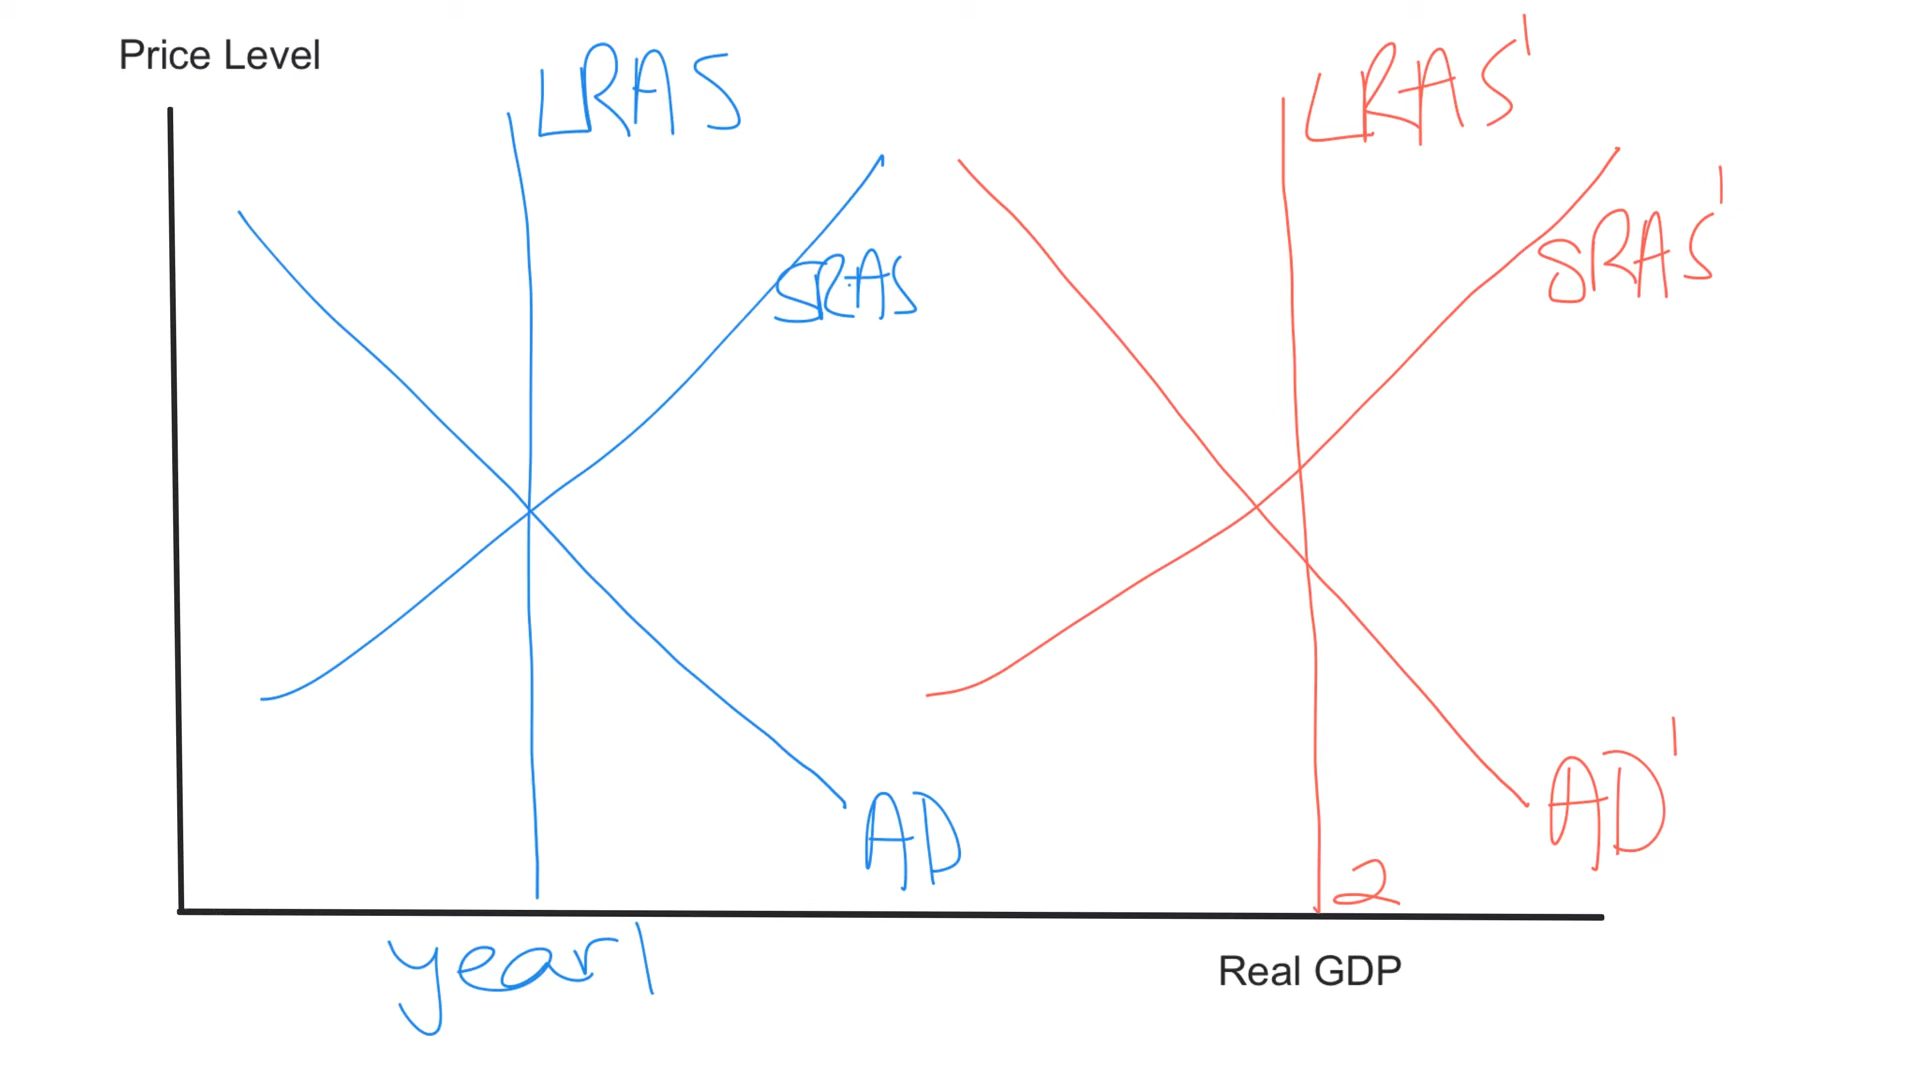 Price Level
LRAS
LRAS'
SRAS
SRAS'
AD
AD'
2
year 1
Real GDP